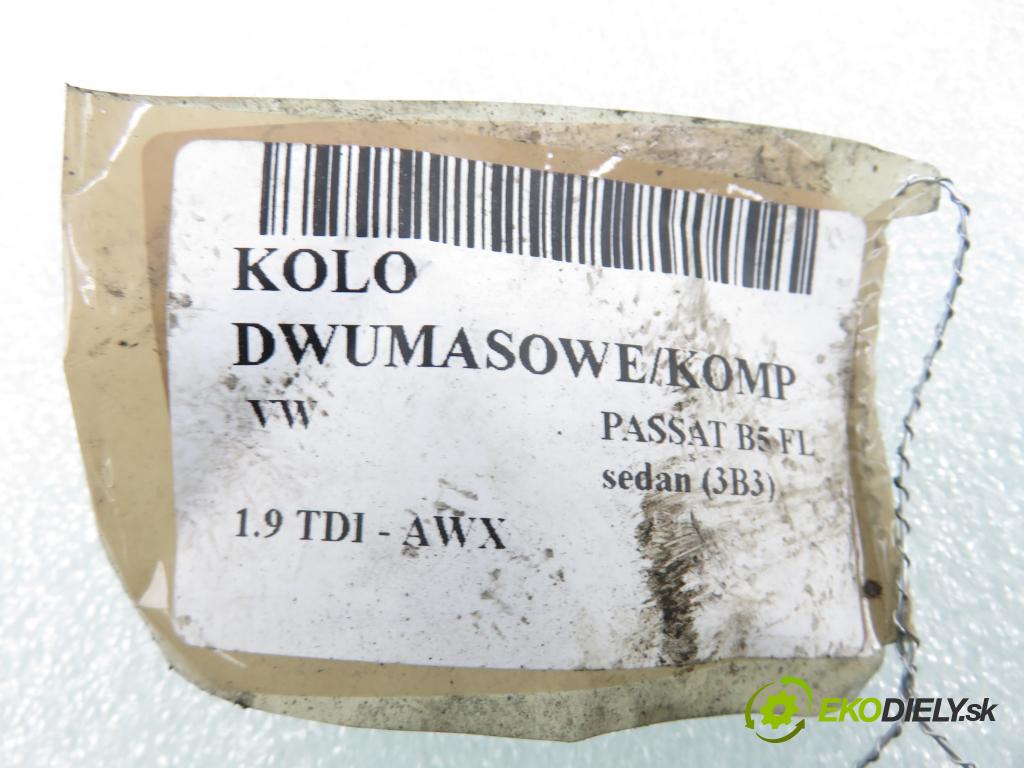 KOLO
DWUMASOWE/KOMP
VW
PASSAT B5 FL
sedan (3B3)
1.9 TDI - AWX
EKODIELY.sk